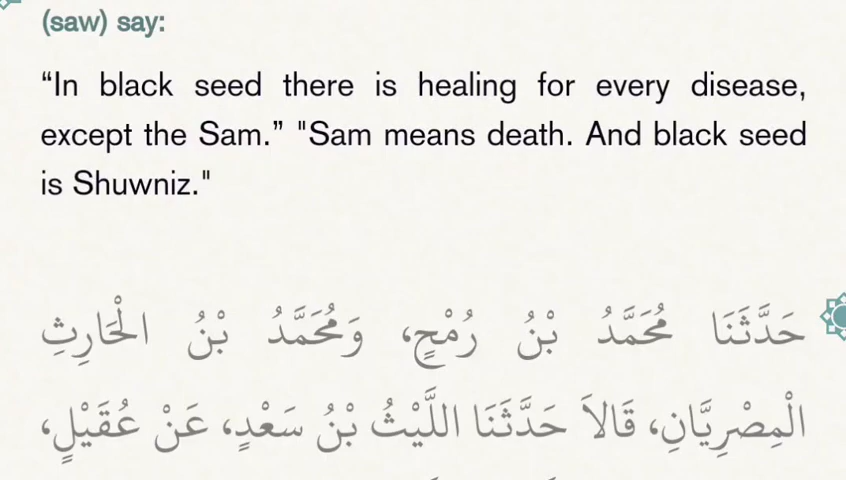 (saw) say:
“In black seed there is healing for every disease,
except the Sam.” "Sam means death. And black seed
is Shuwniz."
حَدَّثَنَا مُحَمَّدُ بْنُ رُمْحٍ، وَمُحَمَّدُ بْنُ الْحَارِثِ
الْمِصْرِيَّانِ، قَالاَ حَدَّثَنَا اللَّيْثُ بْنُ سَعْدٍ، عَنْ عُقَيْلٍ،